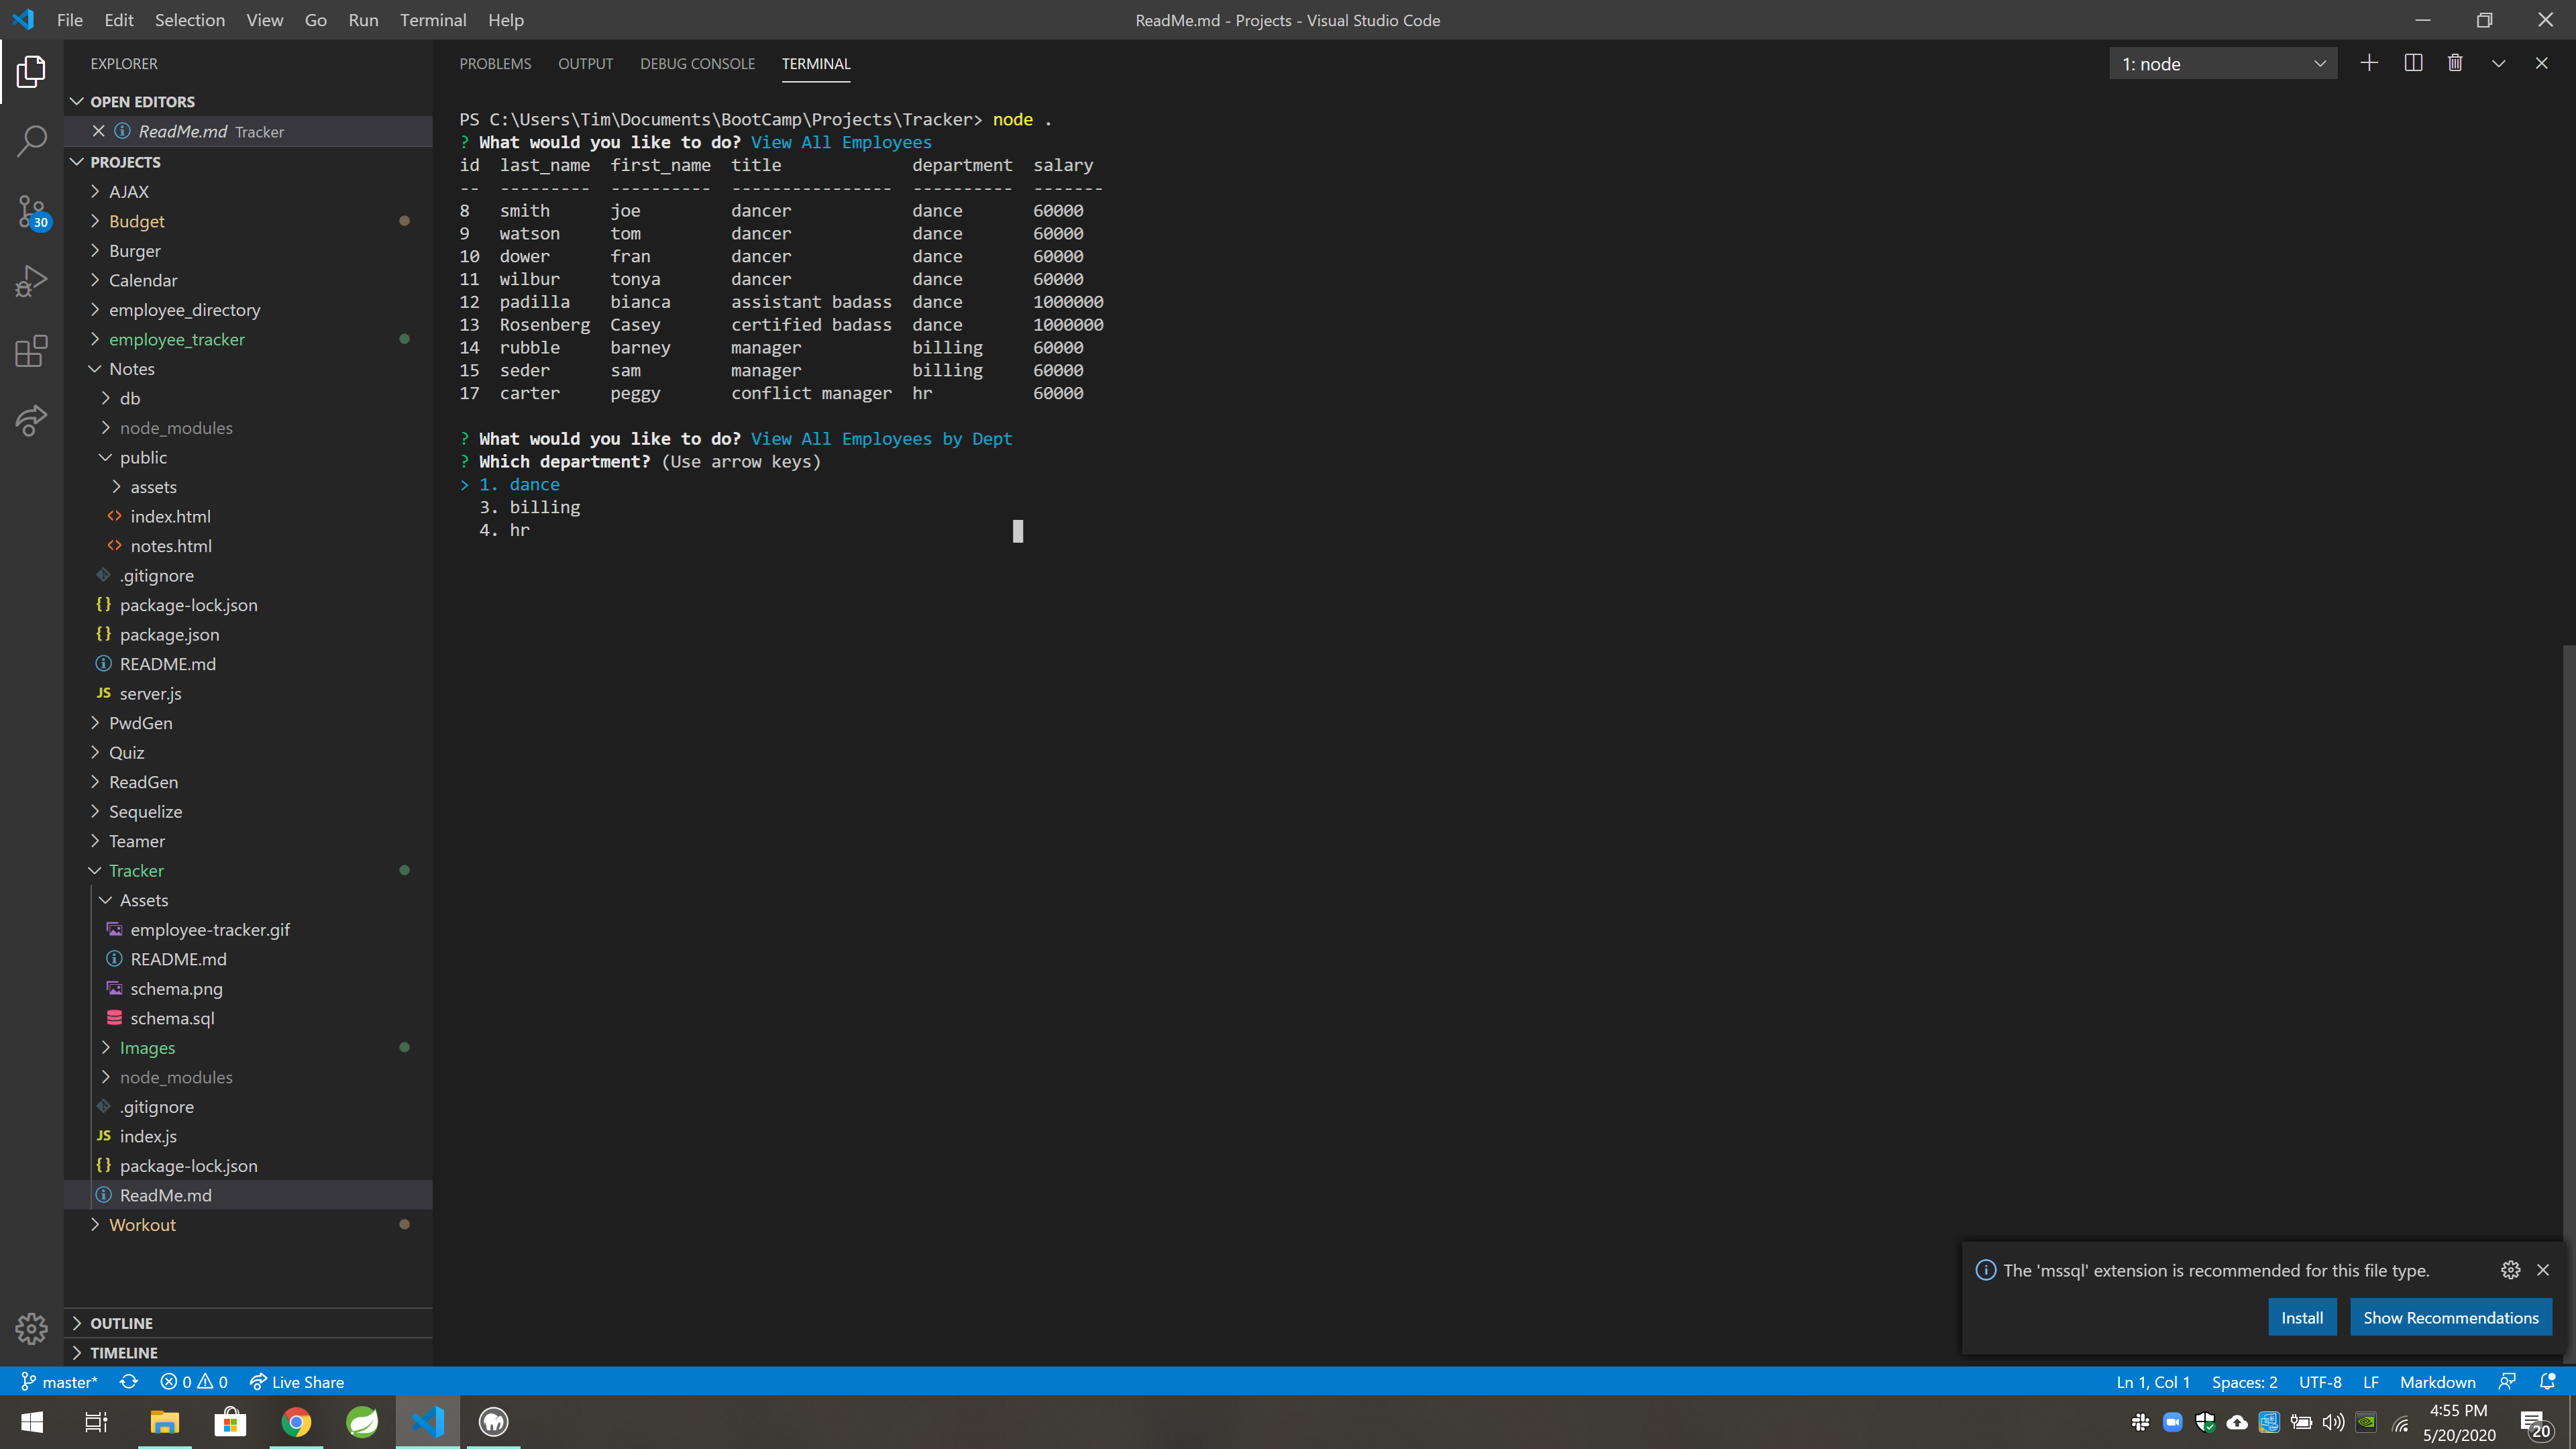 File Edit Selection View Go Run Terminal Help
ReadMe.md - Projects - Visual Studio Code
EXPLORER
OPEN EDITORS
ReadMe.md Tracker
PROJECTS
AJAX
Budget
Burger
Calendar
employee_directory
employee_tracker
Notes
db
node_modules
public
assets
index.html
notes.html
.gitignore
package-lock.json
package.json
README.md
JS server.js
PwdGen
Quiz
ReadGen
Sequelize
Teamer
Tracker
Assets
employee-tracker.gif
README.md
schema.png
schema.sql
Images
node_modules
.gitignore
JS index.js
package-lock.json
ReadMe.md
Workout
OUTLINE
TIMELINE
30
PROBLEMS OUTPUT DEBUG CONSOLE TERMINAL
1: node
PS C:\Users\Tim\Documents\BootCamp\Projects\Tracker> node .
? What would you like to do? View All Employees
id last_name first_name title department salary
-- --------- ---------- ---------------- ---------- -------
8 smith joe dancer dance 60000
9 watson tom dancer dance 60000
10 dower fran dancer dance 60000
11 wilbur tonya dancer dance 60000
12 padilla bianca assistant badass dance 1000000
13 Rosenberg Casey certified badass dance 1000000
14 rubble barney manager billing 60000
15 seder sam manager billing 60000
17 carter peggy conflict manager hr 60000
? What would you like to do? View All Employees by Dept
? Which department? (Use arrow keys)
> 1. dance
3. billing
4. hr
The 'mssql' extension is recommended for this file type.
Install Show Recommendations
master* 0 0 Live Share
Ln 1, Col 1 Spaces: 2 UTF-8 LF Markdown
4:55 PM
5/20/2020
20